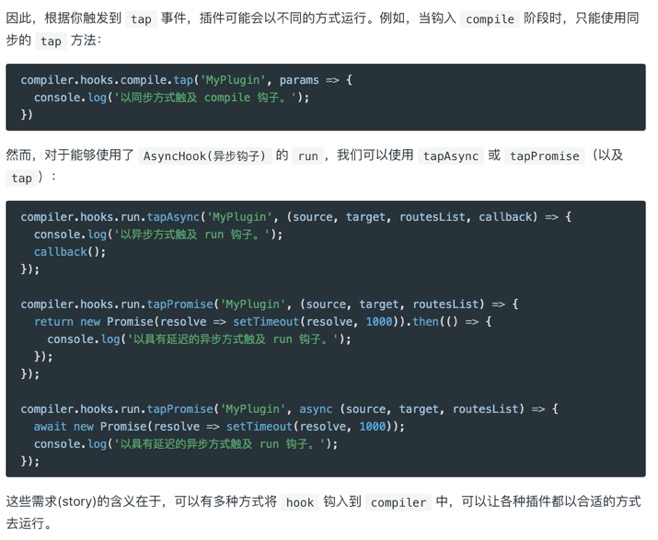 因此，根据你触发到 tap 事件，插件可能会以不同的方式运行。例如，当钩入 compile 阶段时，只能使用同
步的 tap 方法：
compiler.hooks.compile.tap('MyPlugin', params => {
  console.log('以同步方式触及 compile 钩子。');
})
然而，对于能够使用了 AsyncHook(异步钩子) 的 run，我们可以使用 tapAsync 或 tapPromise（以及
tap）：
compiler.hooks.run.tapAsync('MyPlugin', (source, target, routesList, callback) => {
  console.log('以异步方式触及 run 钩子。');
  callback();
});
compiler.hooks.run.tapPromise('MyPlugin', (source, target, routesList) => {
  return new Promise(resolve => setTimeout(resolve, 1000)).then(() => {
    console.log('以具有延迟的异步方式触及 run 钩子。');
  });
});
compiler.hooks.run.tapPromise('MyPlugin', async (source, target, routesList) => {
  await new Promise(resolve => setTimeout(resolve, 1000));
  console.log('以具有延迟的异步方式触及 run 钩子。');
});
这些需求(story)的含义在于，可以有多种方式将 hook 钩入到 compiler 中，可以让各种插件都以合适的方式
去运行。